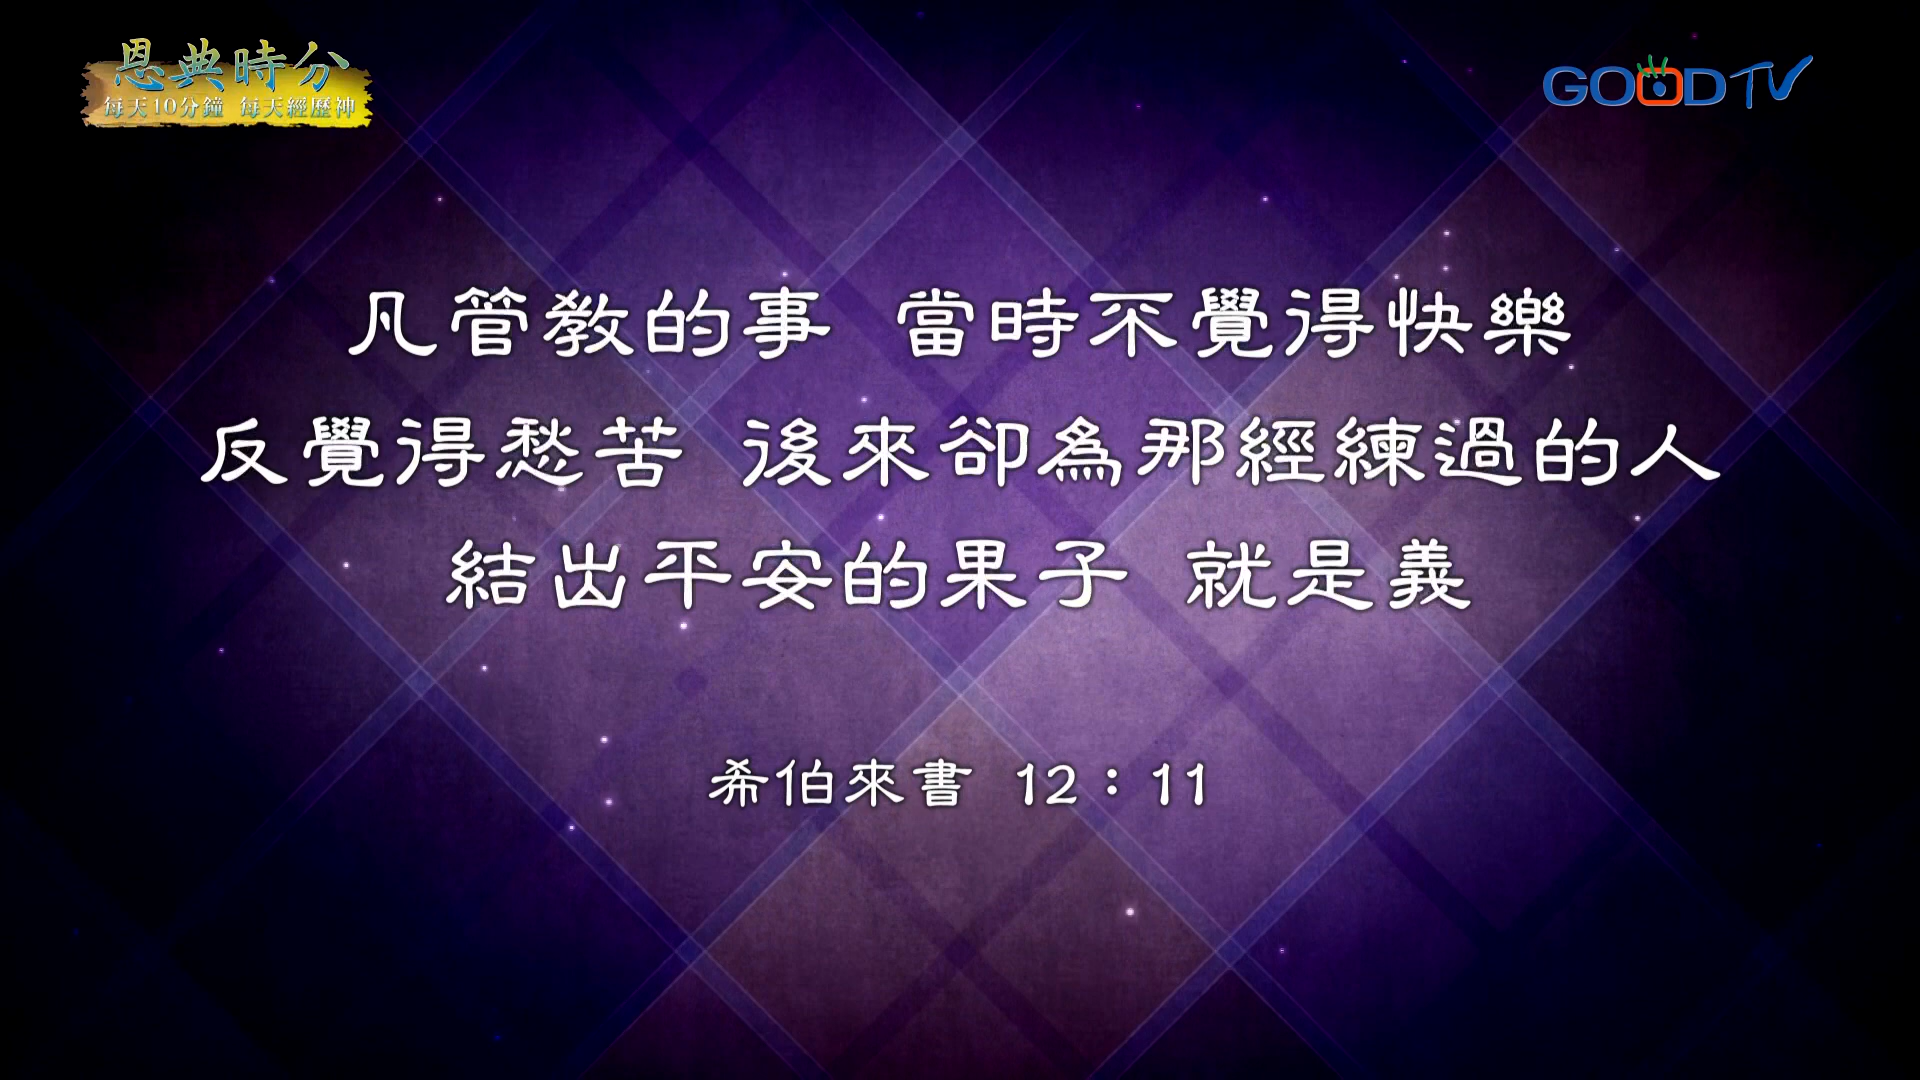 恩典時分
每天10分鐘 每天經歷神
GOODTV
凡管教的事 當時不覺得快樂
反覺得愁苦 後來卻為那經練過的人
結出平安的果子 就是義
希伯來書 12：11